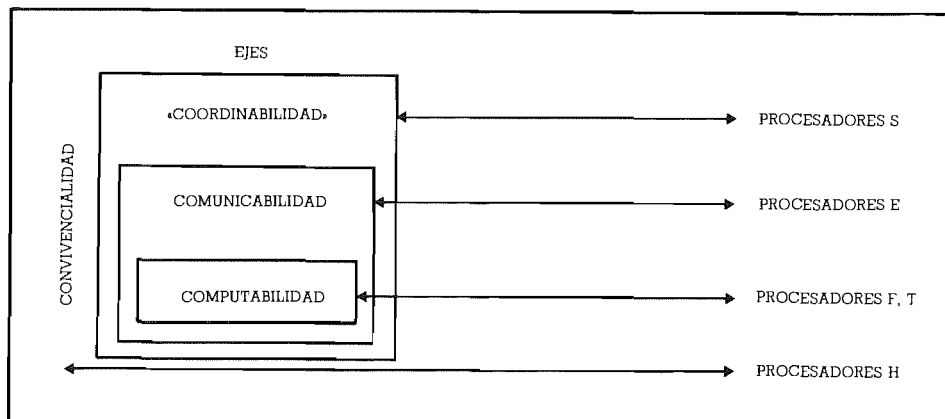 EJES
«COORDINABILIDAD»
PROCESADORES S
CONVIVENCIALIDAD
COMUNICABILIDAD
PROCESADORES E
COMPUTABILIDAD
PROCESADORES F, T
PROCESADORES H